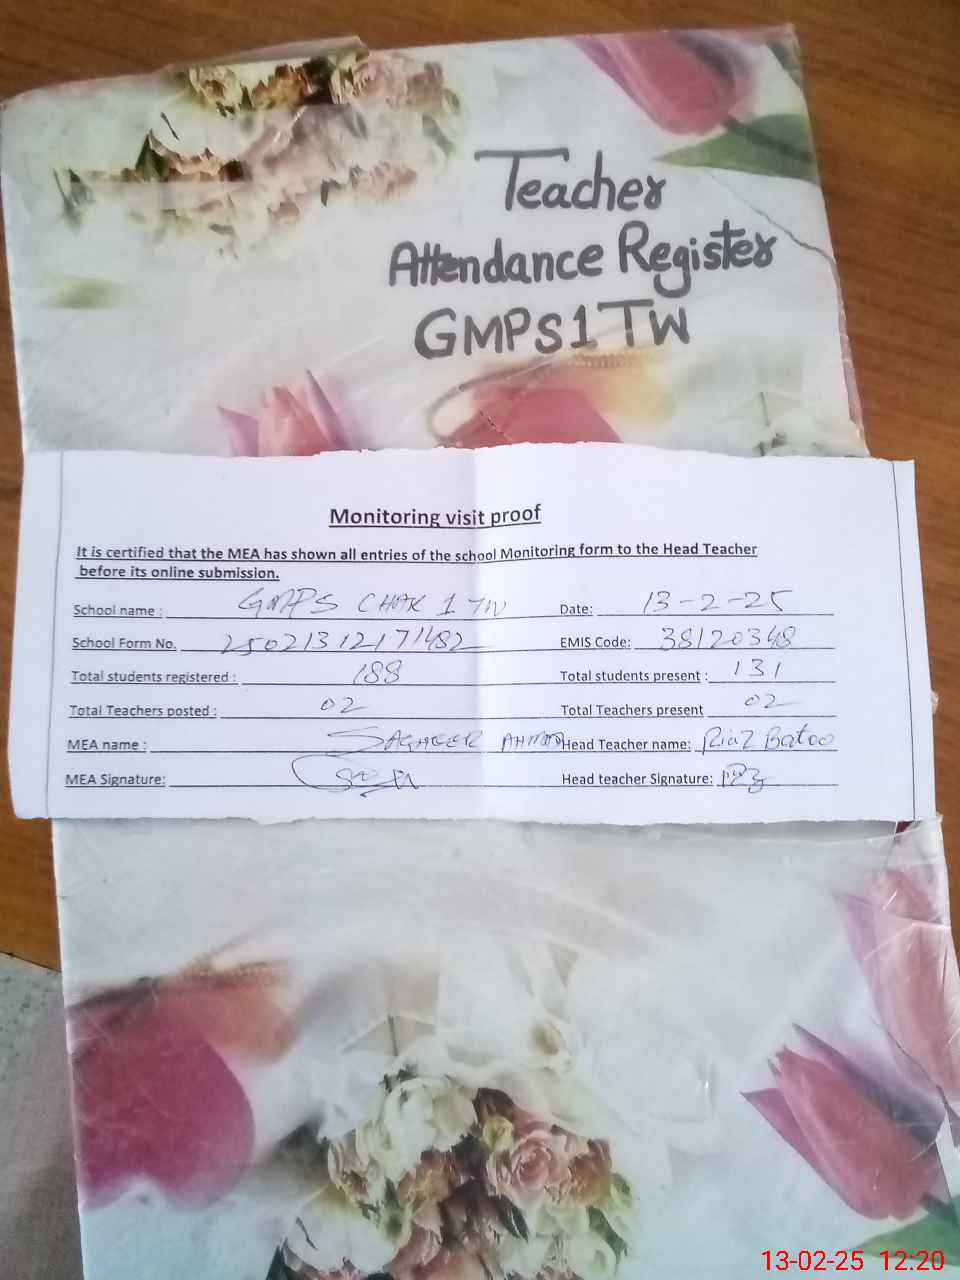 Teacher
Attendance Register
GMPS 1 TW
Monitoring visit proof
It is certified that the MEA has shown all entries of the school Monitoring form to the Head Teacher
before its online submission.
School name : GMPS CHAK 1 TW Date: 13-2-25
School Form No. 25021312171482 EMIS Code: 38120348
Total students registered : 188 Total students present : 131
Total Teachers posted : 02 Total Teachers present 02
MEA name : SAGHEER AHMAD Head Teacher name: Riaz Batoo
MEA Signature: Head teacher Signature:
13-02-25 12:20